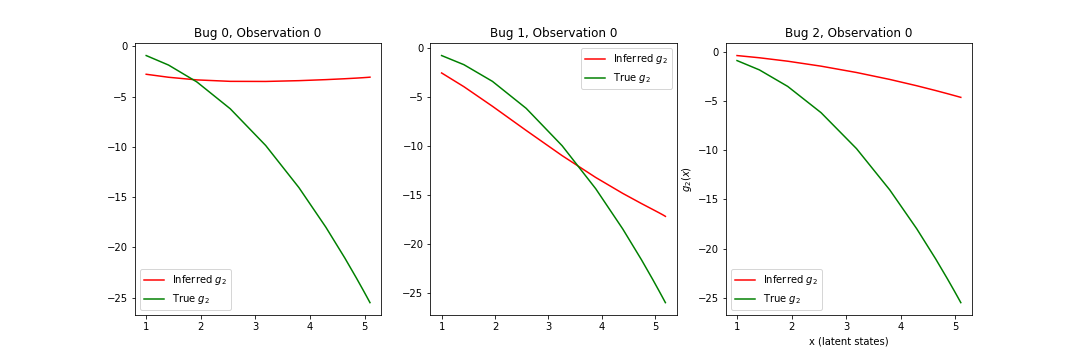 Bug 0, Observation 0
0
−5
−10
−15
−20
−25
1 2 3 4 5
Inferred g₂
True g₂
Bug 1, Observation 0
0
−5
−10
−15
−20
−25
1 2 3 4 5
Inferred g₂
True g₂
Bug 2, Observation 0
g₂(x)
0
−5
−10
−15
−20
−25
1 2 3 4 5
x (latent states)
Inferred g₂
True g₂